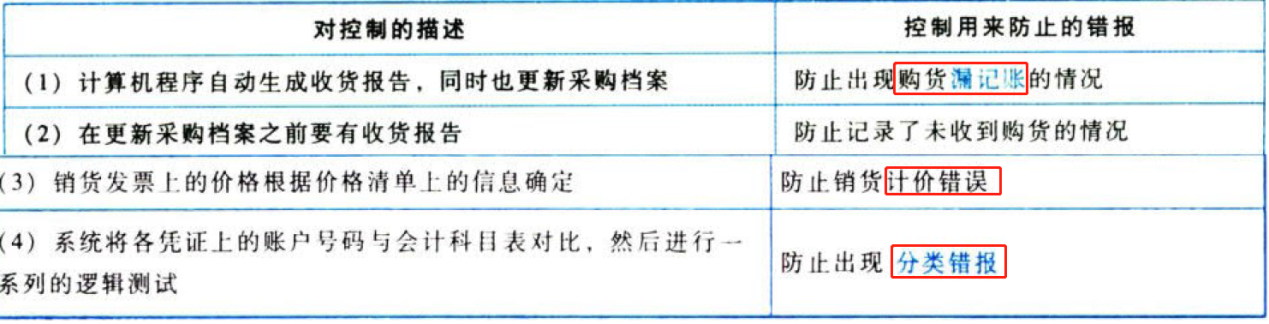 对控制的描述
控制用来防止的错报
（1）计算机程序自动生成收货报告，同时也更新采购档案
防止出现购货漏记账的情况
（2）在更新采购档案之前要有收货报告
防止记录了未收到购货的情况
（3）销货发票上的价格根据价格清单上的信息确定
防止销货计价错误
（4）系统将各凭证上的账户号码与会计科目表对比，然后进行一
系列的逻辑测试
防止出现 分类错报